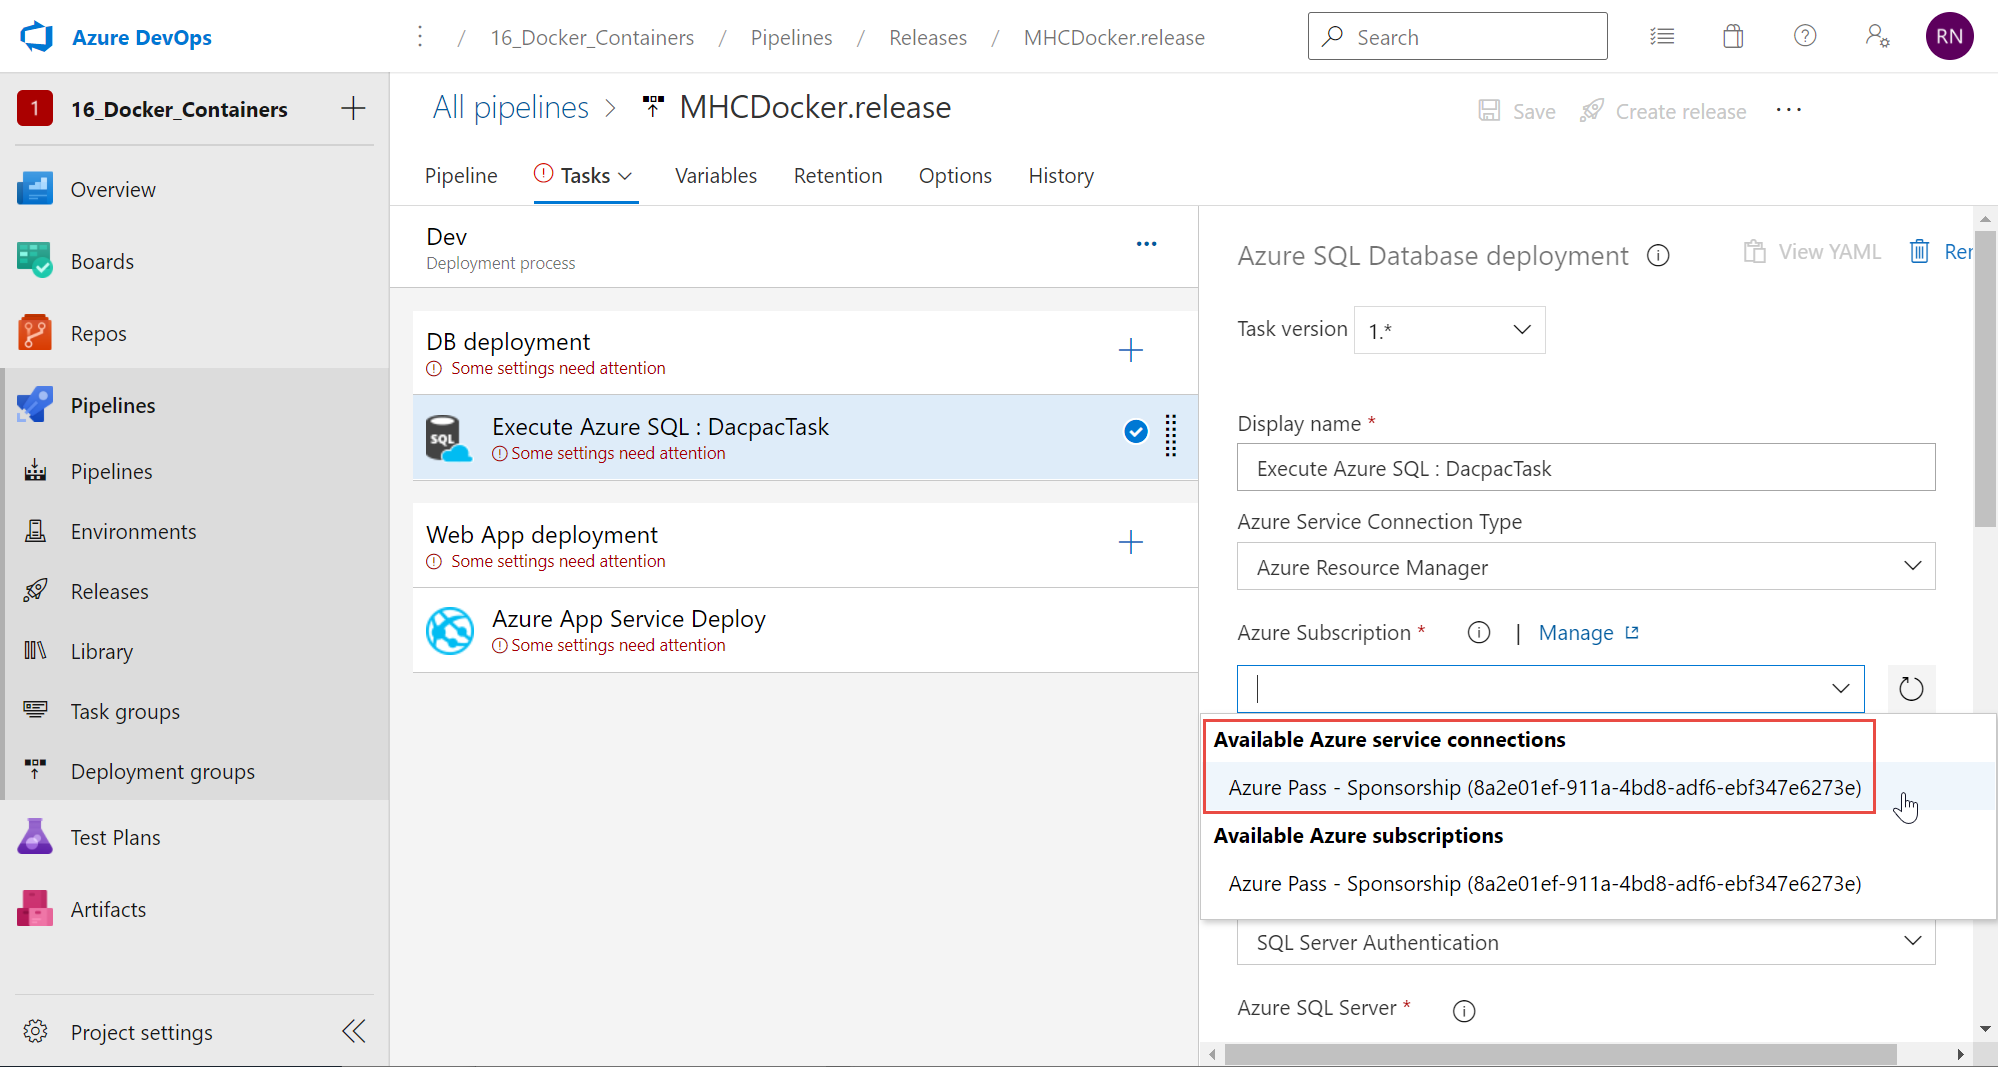 Azure DevOps
/ 16_Docker_Containers / Pipelines / Releases / MHCDocker.release
Search
RN
1 16_Docker_Containers
Overview
Boards
Repos
Pipelines
Pipelines
Environments
Releases
Library
Task groups
Deployment groups
Test Plans
Artifacts
Project settings
All pipelines > MHCDocker.release
Save Create release ...
Pipeline Tasks Variables Retention Options History
Dev
Deployment process
DB deployment
Some settings need attention
SQL
Execute Azure SQL : DacpacTask
Some settings need attention
Web App deployment
Some settings need attention
Azure App Service Deploy
Some settings need attention
Azure SQL Database deployment
View YAML
Task version 1.*
Display name *
Execute Azure SQL : DacpacTask
Azure Service Connection Type
Azure Resource Manager
Azure Subscription * | Manage
Available Azure service connections
Azure Pass - Sponsorship (8a2e01ef-911a-4bd8-adf6-ebf347e6273e)
Available Azure subscriptions
Azure Pass - Sponsorship (8a2e01ef-911a-4bd8-adf6-ebf347e6273e)
SQL Server Authentication
Azure SQL Server *